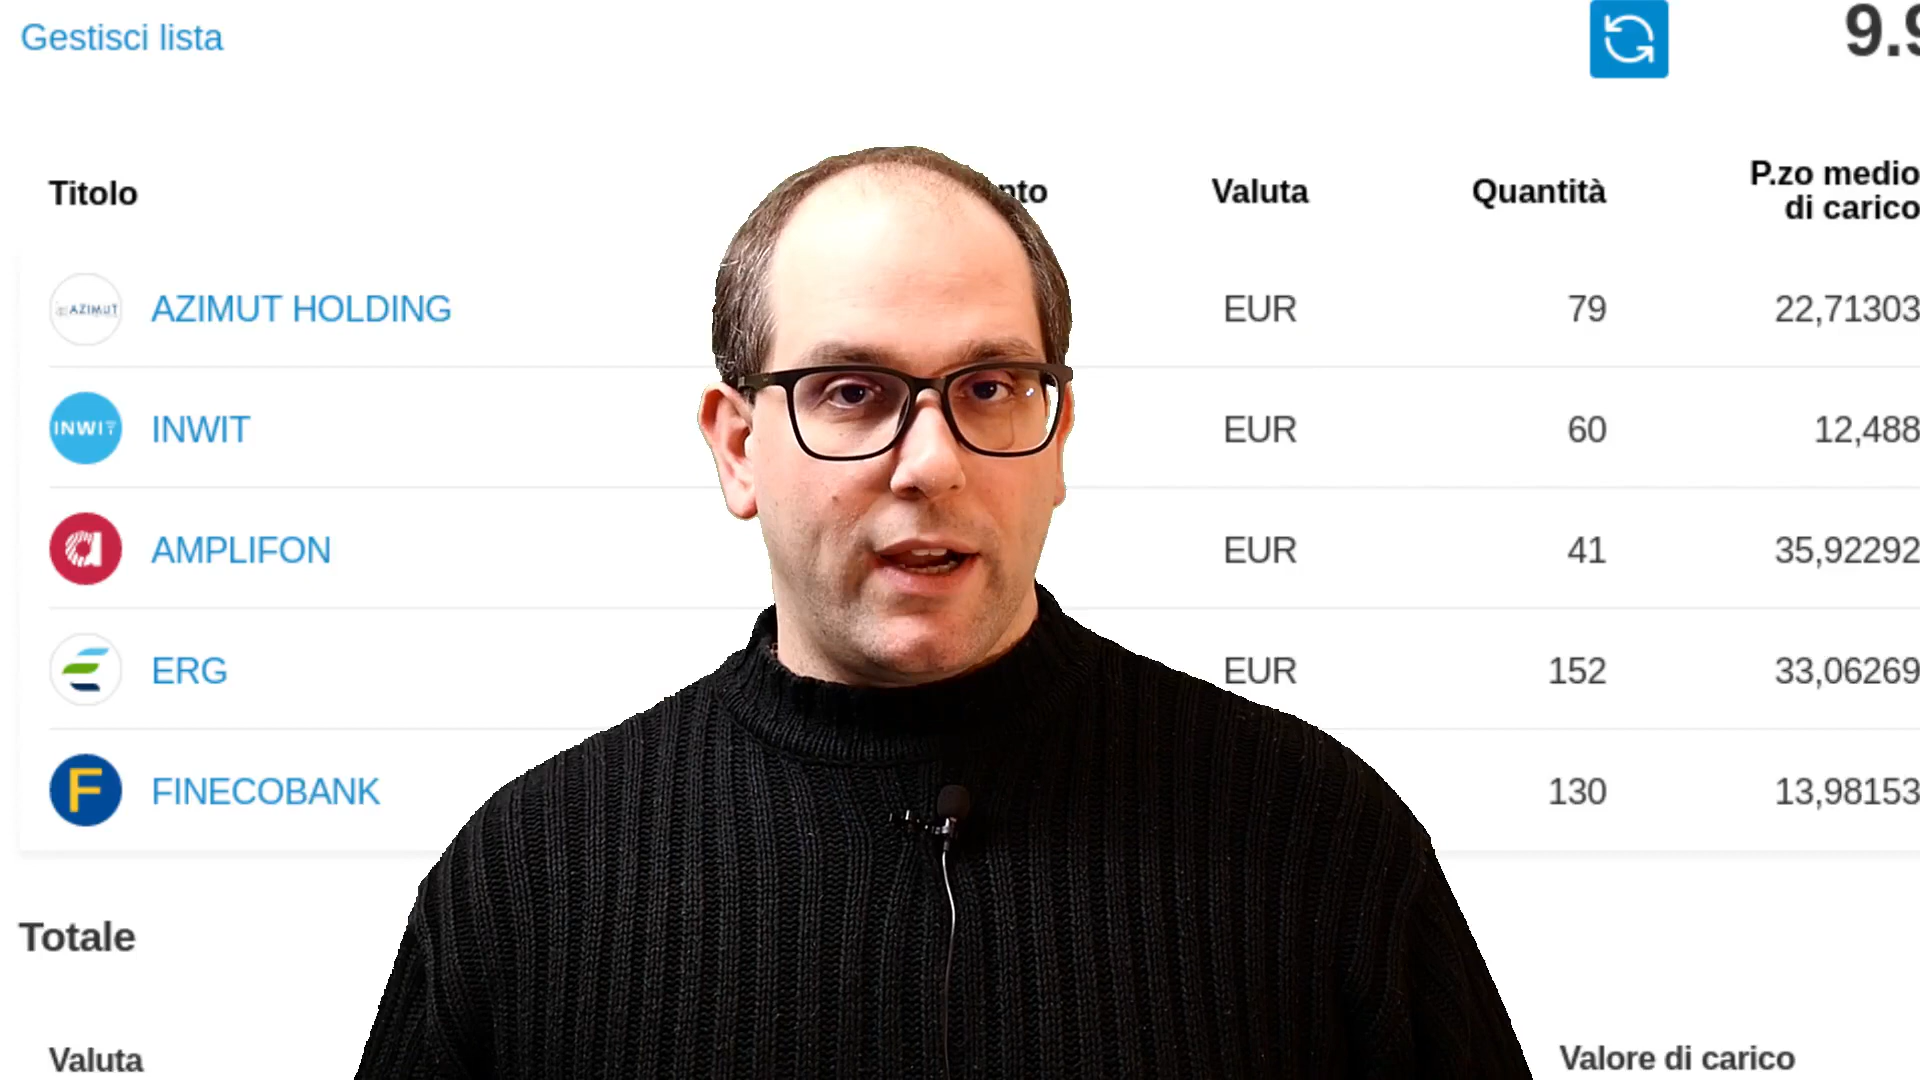 Gestisci lista
9.9
Titolo
nto
Valuta
Quantità
P.zo medio
di carico
AZIMUT
AZIMUT HOLDING
EUR
79
22,71303
INWIT
INWIT
EUR
60
12,488
a
AMPLIFON
EUR
41
35,92292
ERG
EUR
152
33,06269
F
FINECOBANK
130
13,98153
Totale
Valuta
Valore di carico